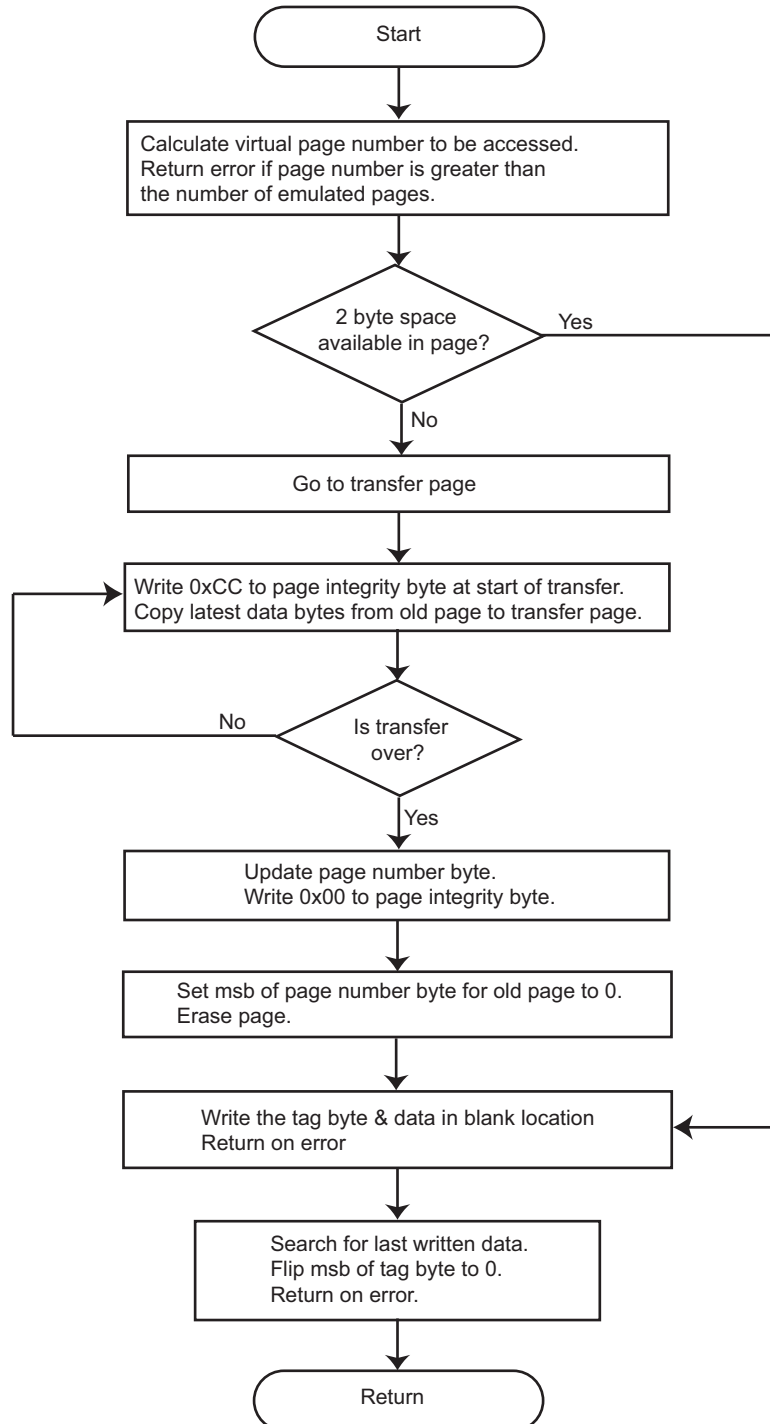 Start
Calculate virtual page number to be accessed.
Return error if page number is greater than
the number of emulated pages.
2 byte space
available in page?
Yes
No
Go to transfer page
Write 0xCC to page integrity byte at start of transfer.
Copy latest data bytes from old page to transfer page.
No
Is transfer
over?
Yes
Update page number byte.
Write 0x00 to page integrity byte.
Set msb of page number byte for old page to 0.
Erase page.
Write the tag byte & data in blank location
Return on error
Search for last written data.
Flip msb of tag byte to 0.
Return on error.
Return